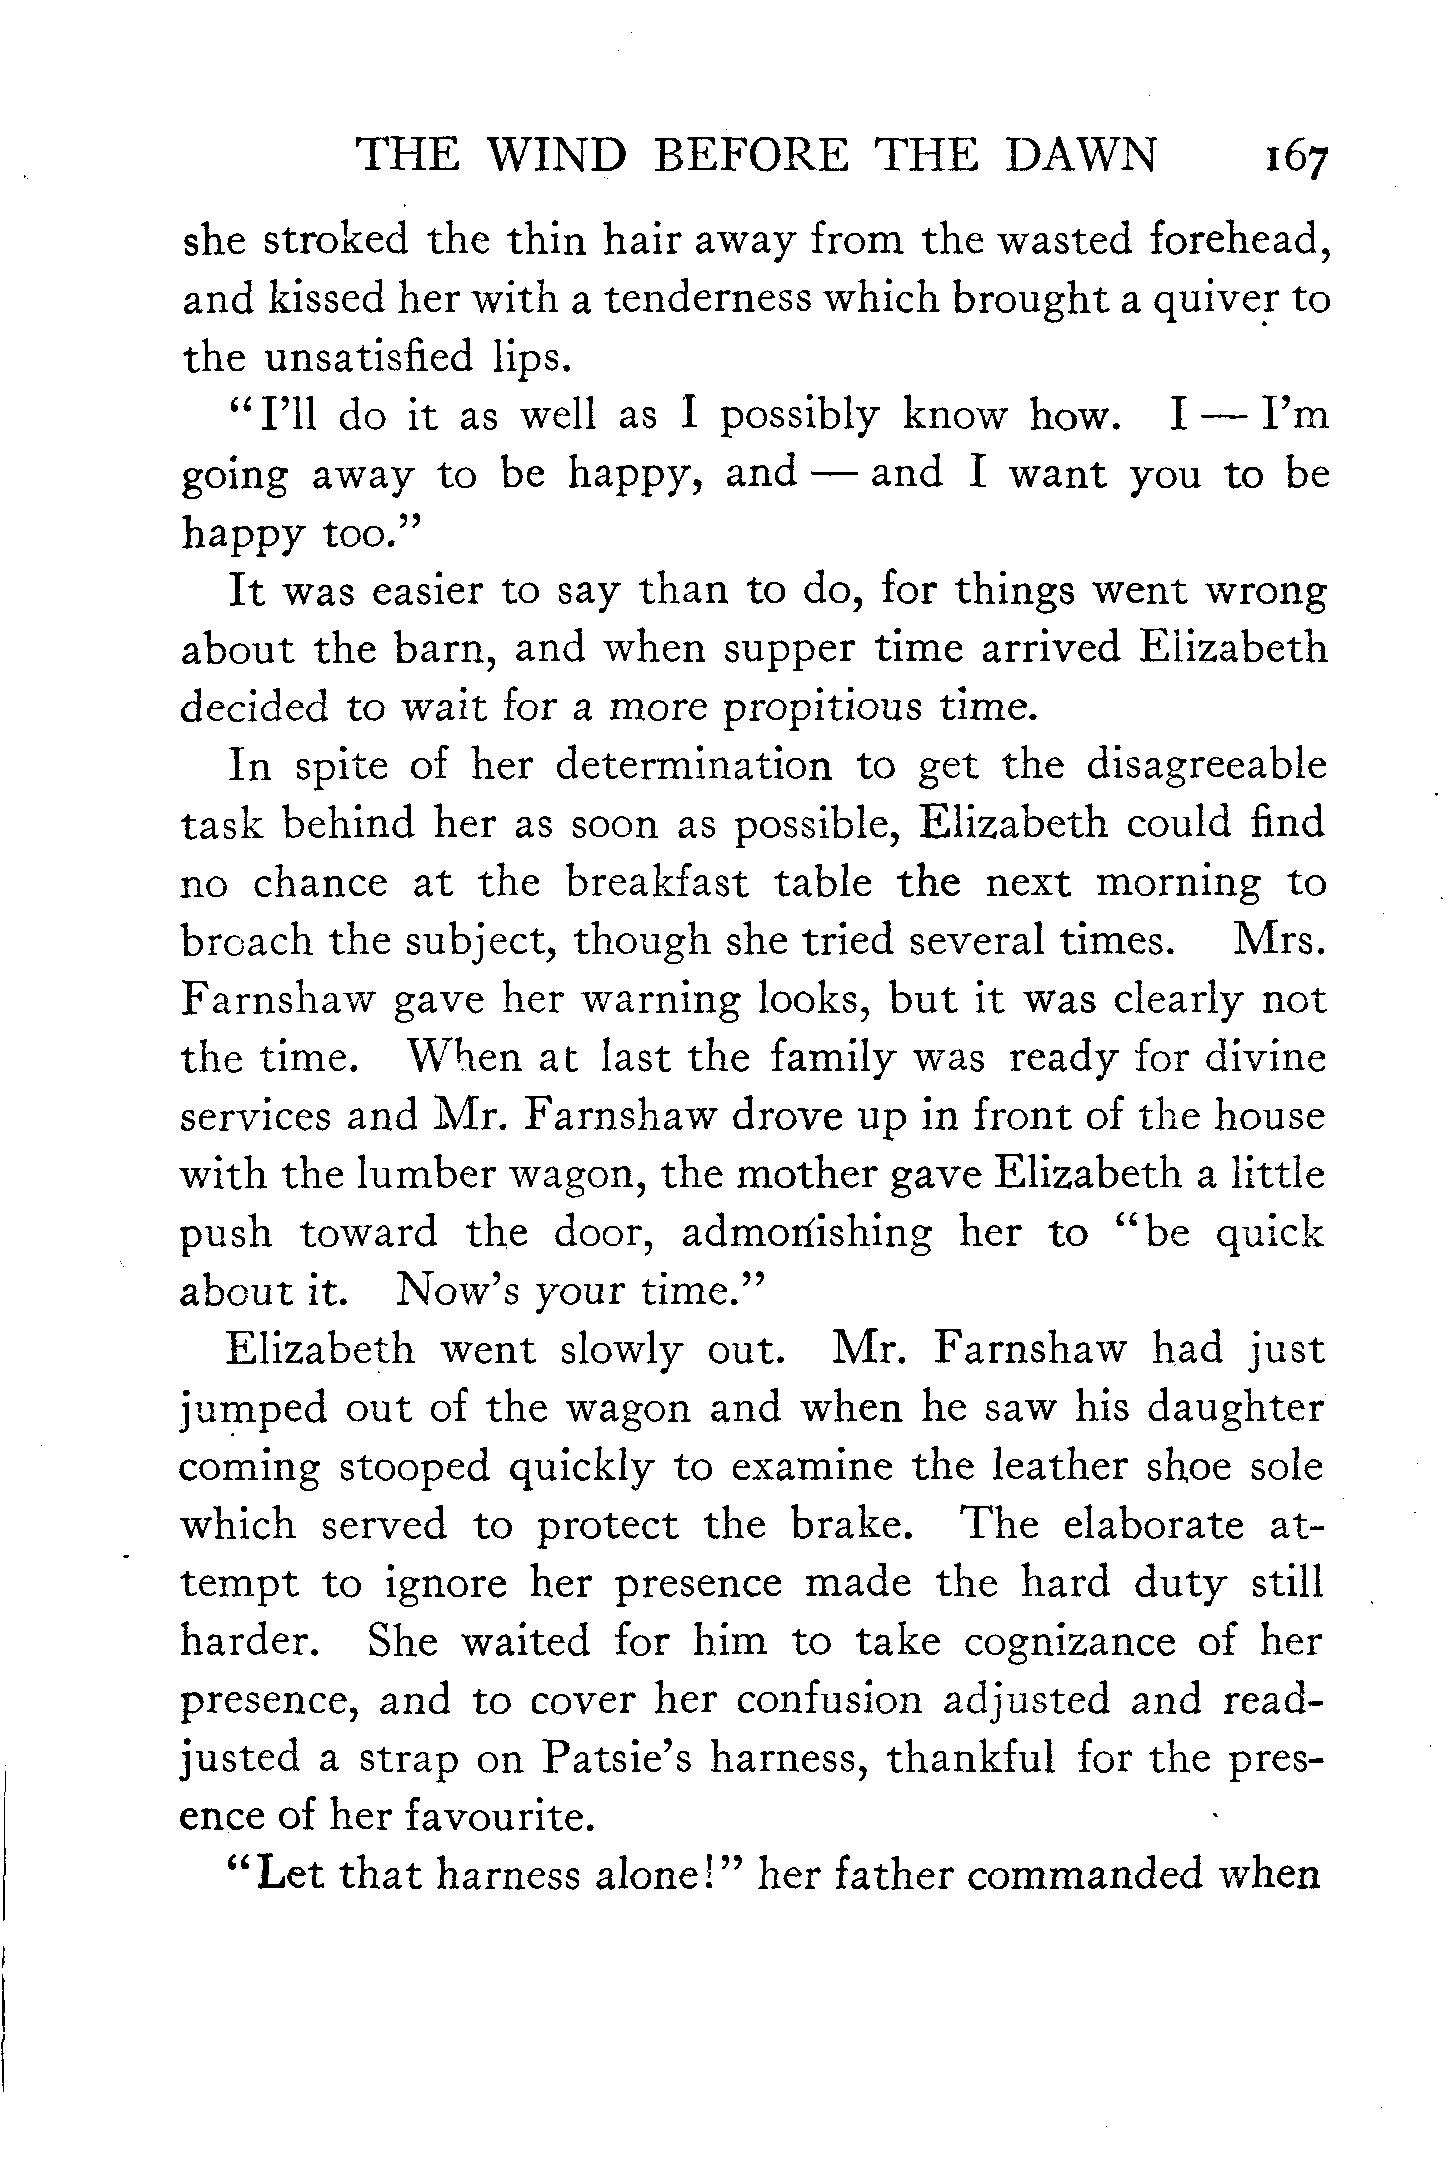 THE WIND BEFORE THE DAWN 167
she stroked the thin hair away from the wasted forehead,
and kissed her with a tenderness which brought a quiver to
the unsatisfied lips.
“I’ll do it as well as I possibly know how. I — I’m
going away to be happy, and — and I want you to be
happy too.”
It was easier to say than to do, for things went wrong
about the barn, and when supper time arrived Elizabeth
decided to wait for a more propitious time.
In spite of her determination to get the disagreeable
task behind her as soon as possible, Elizabeth could find
no chance at the breakfast table the next morning to
broach the subject, though she tried several times. Mrs.
Farnshaw gave her warning looks, but it was clearly not
the time. When at last the family was ready for divine
services and Mr. Farnshaw drove up in front of the house
with the lumber wagon, the mother gave Elizabeth a little
push toward the door, admonishing her to “be quick
about it. Now’s your time.”
Elizabeth went slowly out. Mr. Farnshaw had just
jumped out of the wagon and when he saw his daughter
coming stooped quickly to examine the leather shoe sole
which served to protect the brake. The elaborate at-
tempt to ignore her presence made the hard duty still
harder. She waited for him to take cognizance of her
presence, and to cover her confusion adjusted and read-
justed a strap on Patsie’s harness, thankful for the pres-
ence of her favourite.
“Let that harness alone!” her father commanded when